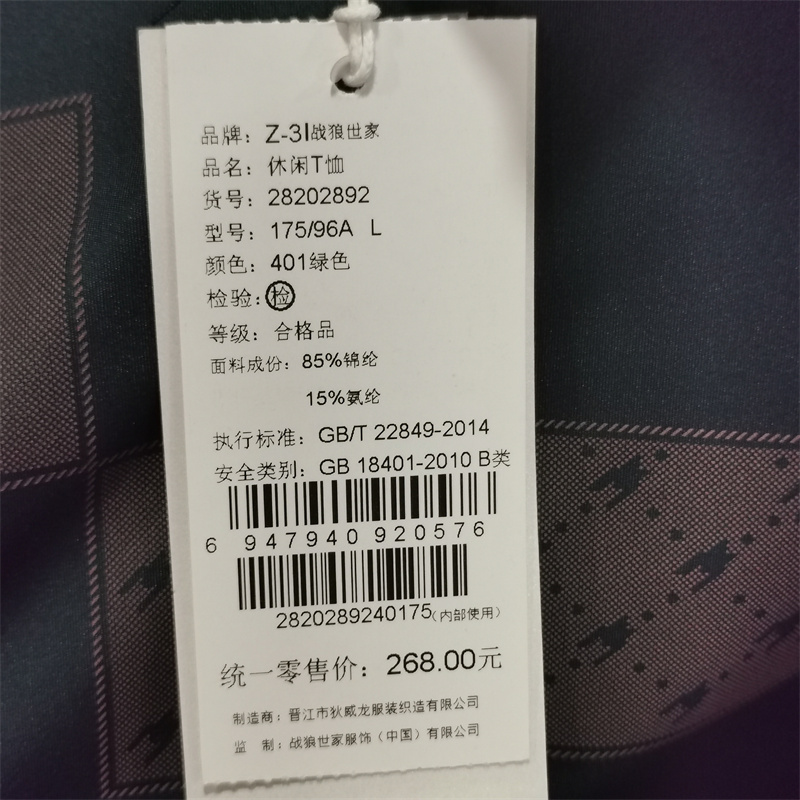 品牌：Z-3I战狼世家
品名：休闲T恤
货号：28202892
型号：175/96A L
颜色：401绿色
检验：检
等级：合格品
面料成份：85%锦纶
15%氨纶
执行标准：GB/T 22849-2014
安全类别：GB 18401-2010 B类
6 947940 920576
2820289240175（内部使用）
统一零售价：268.00元
制造商：晋江市狄威龙服装织造有限公司
监 制：战狼世家服饰（中国）有限公司